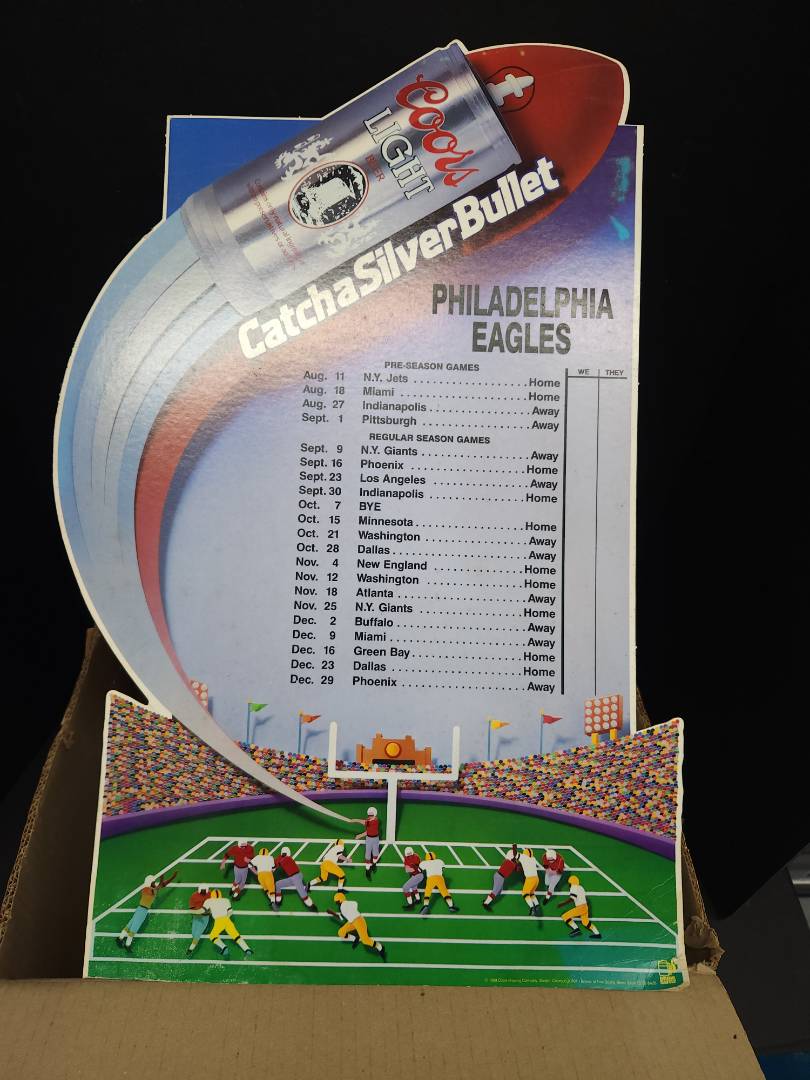 Coors
LIGHT
BEER
Catch a Silver Bullet
PHILADELPHIA
EAGLES
WE THEY
PRE-SEASON GAMES
Aug. 11 N.Y. Jets . . . . . . . . . . . . . . . . . . . Home
Aug. 18 Miami . . . . . . . . . . . . . . . . . . . . . . Home
Aug. 27 Indianapolis . . . . . . . . . . . . . . . . . Away
Sept. 1 Pittsburgh . . . . . . . . . . . . . . . . . . . Away
REGULAR SEASON GAMES
Sept. 9 N.Y. Giants . . . . . . . . . . . . . . . . . . Away
Sept. 16 Phoenix . . . . . . . . . . . . . . . . . . . . Home
Sept. 23 Los Angeles . . . . . . . . . . . . . . . . Away
Sept. 30 Indianapolis . . . . . . . . . . . . . . . . Home
Oct. 7 BYE
Oct. 15 Minnesota . . . . . . . . . . . . . . . . . . Home
Oct. 21 Washington . . . . . . . . . . . . . . . . . Away
Oct. 28 Dallas . . . . . . . . . . . . . . . . . . . . . . Away
Nov. 4 New England . . . . . . . . . . . . . . . Home
Nov. 12 Washington . . . . . . . . . . . . . . . . . Home
Nov. 18 Atlanta . . . . . . . . . . . . . . . . . . . . . Away
Nov. 25 N.Y. Giants . . . . . . . . . . . . . . . . . Home
Dec. 2 Buffalo . . . . . . . . . . . . . . . . . . . . . Away
Dec. 9 Miami . . . . . . . . . . . . . . . . . . . . . . Away
Dec. 16 Green Bay . . . . . . . . . . . . . . . . . . Home
Dec. 23 Dallas . . . . . . . . . . . . . . . . . . . . . Home
Dec. 29 Phoenix . . . . . . . . . . . . . . . . . . . . Away